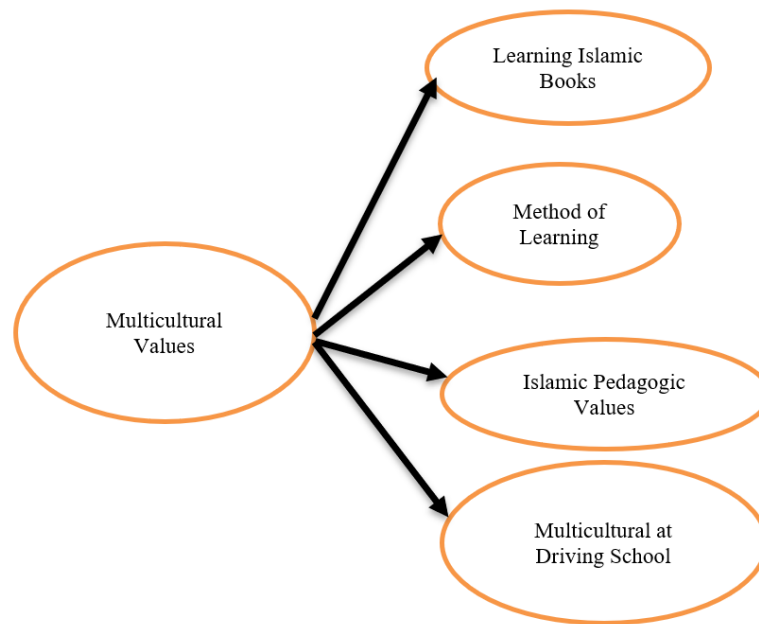 Learning Islamic
Books
Method of
Learning
Multicultural
Values
Islamic Pedagogic
Values
Multicultural at
Driving School